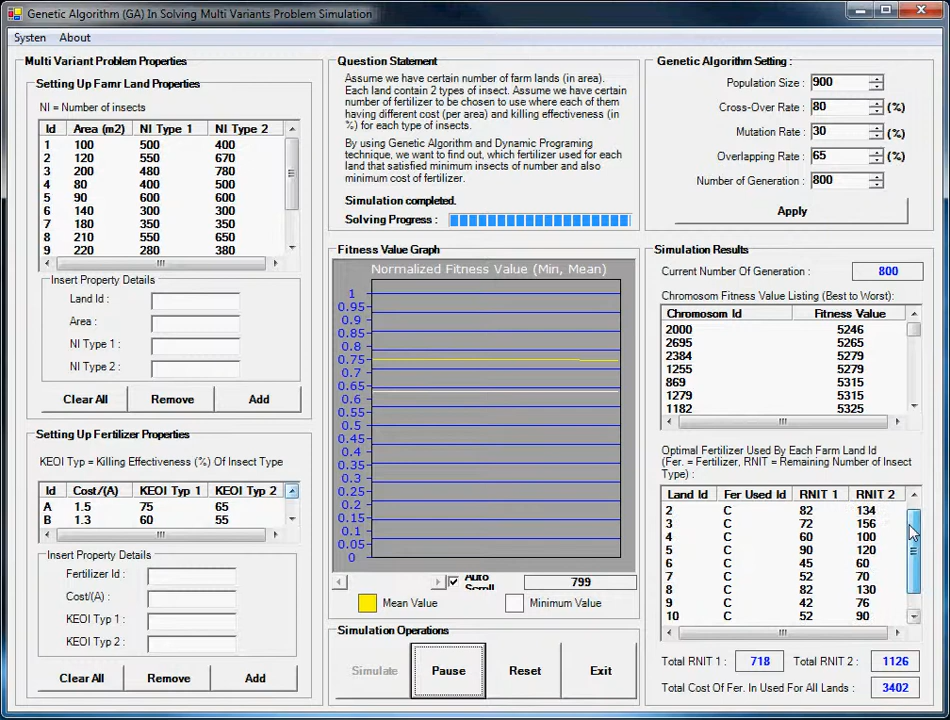 Genetic Algorithm (GA) In Solving Multi Variants Problem Simulation
Systen About
Multi Variant Problem Properties
Setting Up Famr Land Properties
NI = Number of insects
Id Area (m2) NI Type 1 NI Type 2
1 100 500 400
2 120 550 670
3 200 480 780
4 80 400 500
5 90 600 600
6 140 300 300
7 180 350 350
8 210 550 650
9 220 280 380
Insert Property Details
Land Id :
Area :
NI Type 1 :
NI Type 2 :
Clear All Remove Add
Setting Up Fertilizer Properties
KEOI Typ = Killing Effectiveness (%) Of Insect Type
Id Cost/(A) KEOI Typ 1 KEOI Typ 2
A 1.5 75 65
B 1.3 60 55
Insert Property Details
Fertilizer Id :
Cost/(A) :
KEOI Typ 1 :
KEOI Typ 2 :
Clear All Remove Add
Question Statement
Assume we have certain number of farm lands (in area).
Each land contain 2 types of insect. Assume we have certain
number of fertilizer to be chosen to use where each of them
having different cost (per area) and killing effectiveness (in
%) for each type of insects.
By using Genetic Algorithm and Dynamic Programing
technique, we want to find out, which fertilizer used for each
land that satisfied minimum insects of number and also
minimum cost of fertilizer.
Simulation completed.
Solving Progress :
Fitness Value Graph
Normalized Fitness Value (Min, Mean)
1
0.95
0.9
0.85
0.8
0.75
0.7
0.65
0.6
0.55
0.5
0.45
0.4
0.35
0.3
0.25
0.2
0.15
0.1
0.05
0
Auto
Scroll
799
Mean Value Minimum Value
Simulation Operations
Simulate Pause Reset Exit
Genetic Algorithm Setting :
Population Size : 900
Cross-Over Rate : 80 (%)
Mutation Rate : 30 (%)
Overlapping Rate : 65 (%)
Number of Generation : 800
Apply
Simulation Results
Current Number Of Generation : 800
Chromosom Fitness Value Listing (Best to Worst):
Chromosom Id Fitness Value
2000 5246
2695 5265
2384 5279
1255 5279
869 5315
1279 5315
1182 5325
Optimal Fertilizer Used By Each Farm Land Id
(Fer. = Fertilizer, RNIT = Remaining Number of Insect
Type) :
Land Id Fer Used Id RNIT 1 RNIT 2
2 C 82 134
3 C 72 156
4 C 60 100
5 C 90 120
6 C 45 60
7 C 52 70
8 C 82 130
9 C 42 76
10 C 52 90
Total RNIT 1 : 718 Total RNIT 2 : 1126
Total Cost Of Fer. In Used For All Lands : 3402